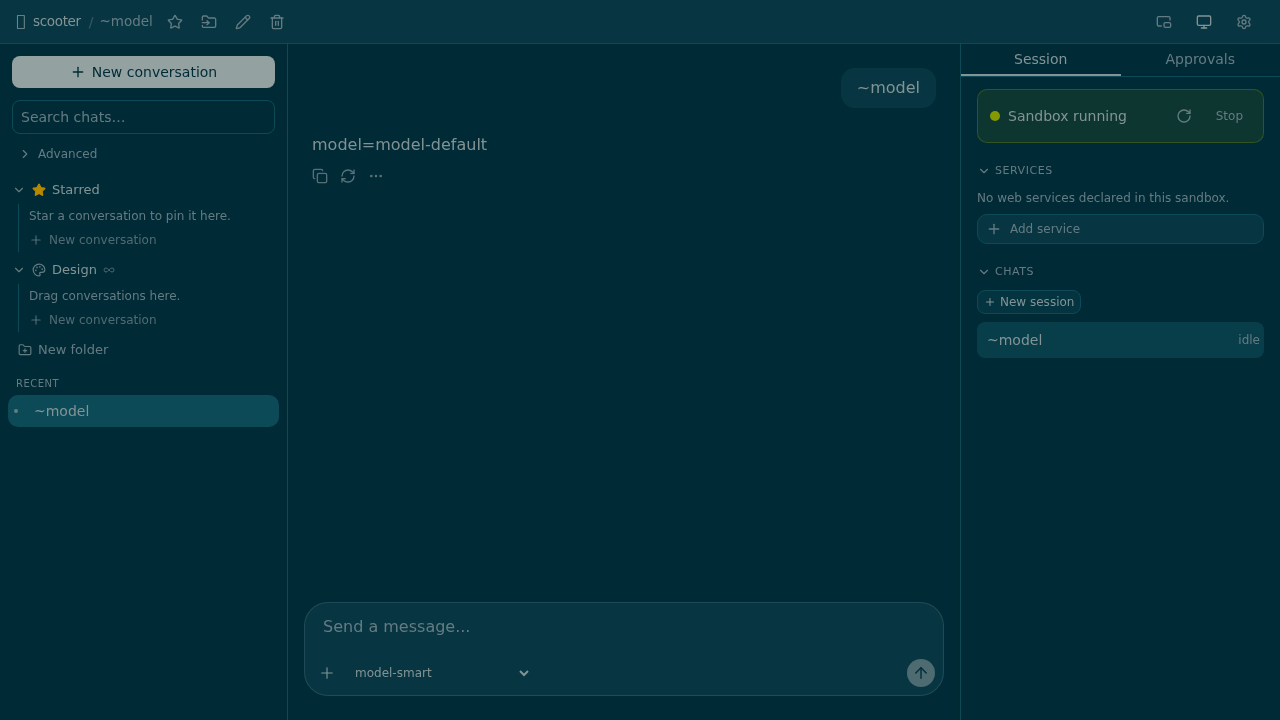 scooter / ~model
New conversation
Search chats...
Advanced
Starred
Star a conversation to pin it here.
New conversation
Design
Drag conversations here.
New conversation
New folder
RECENT
~model
~model
model=model-default
Send a message...
model-smart
Session
Approvals
Sandbox running
Stop
SERVICES
No web services declared in this sandbox.
Add service
CHATS
New session
~model
idle